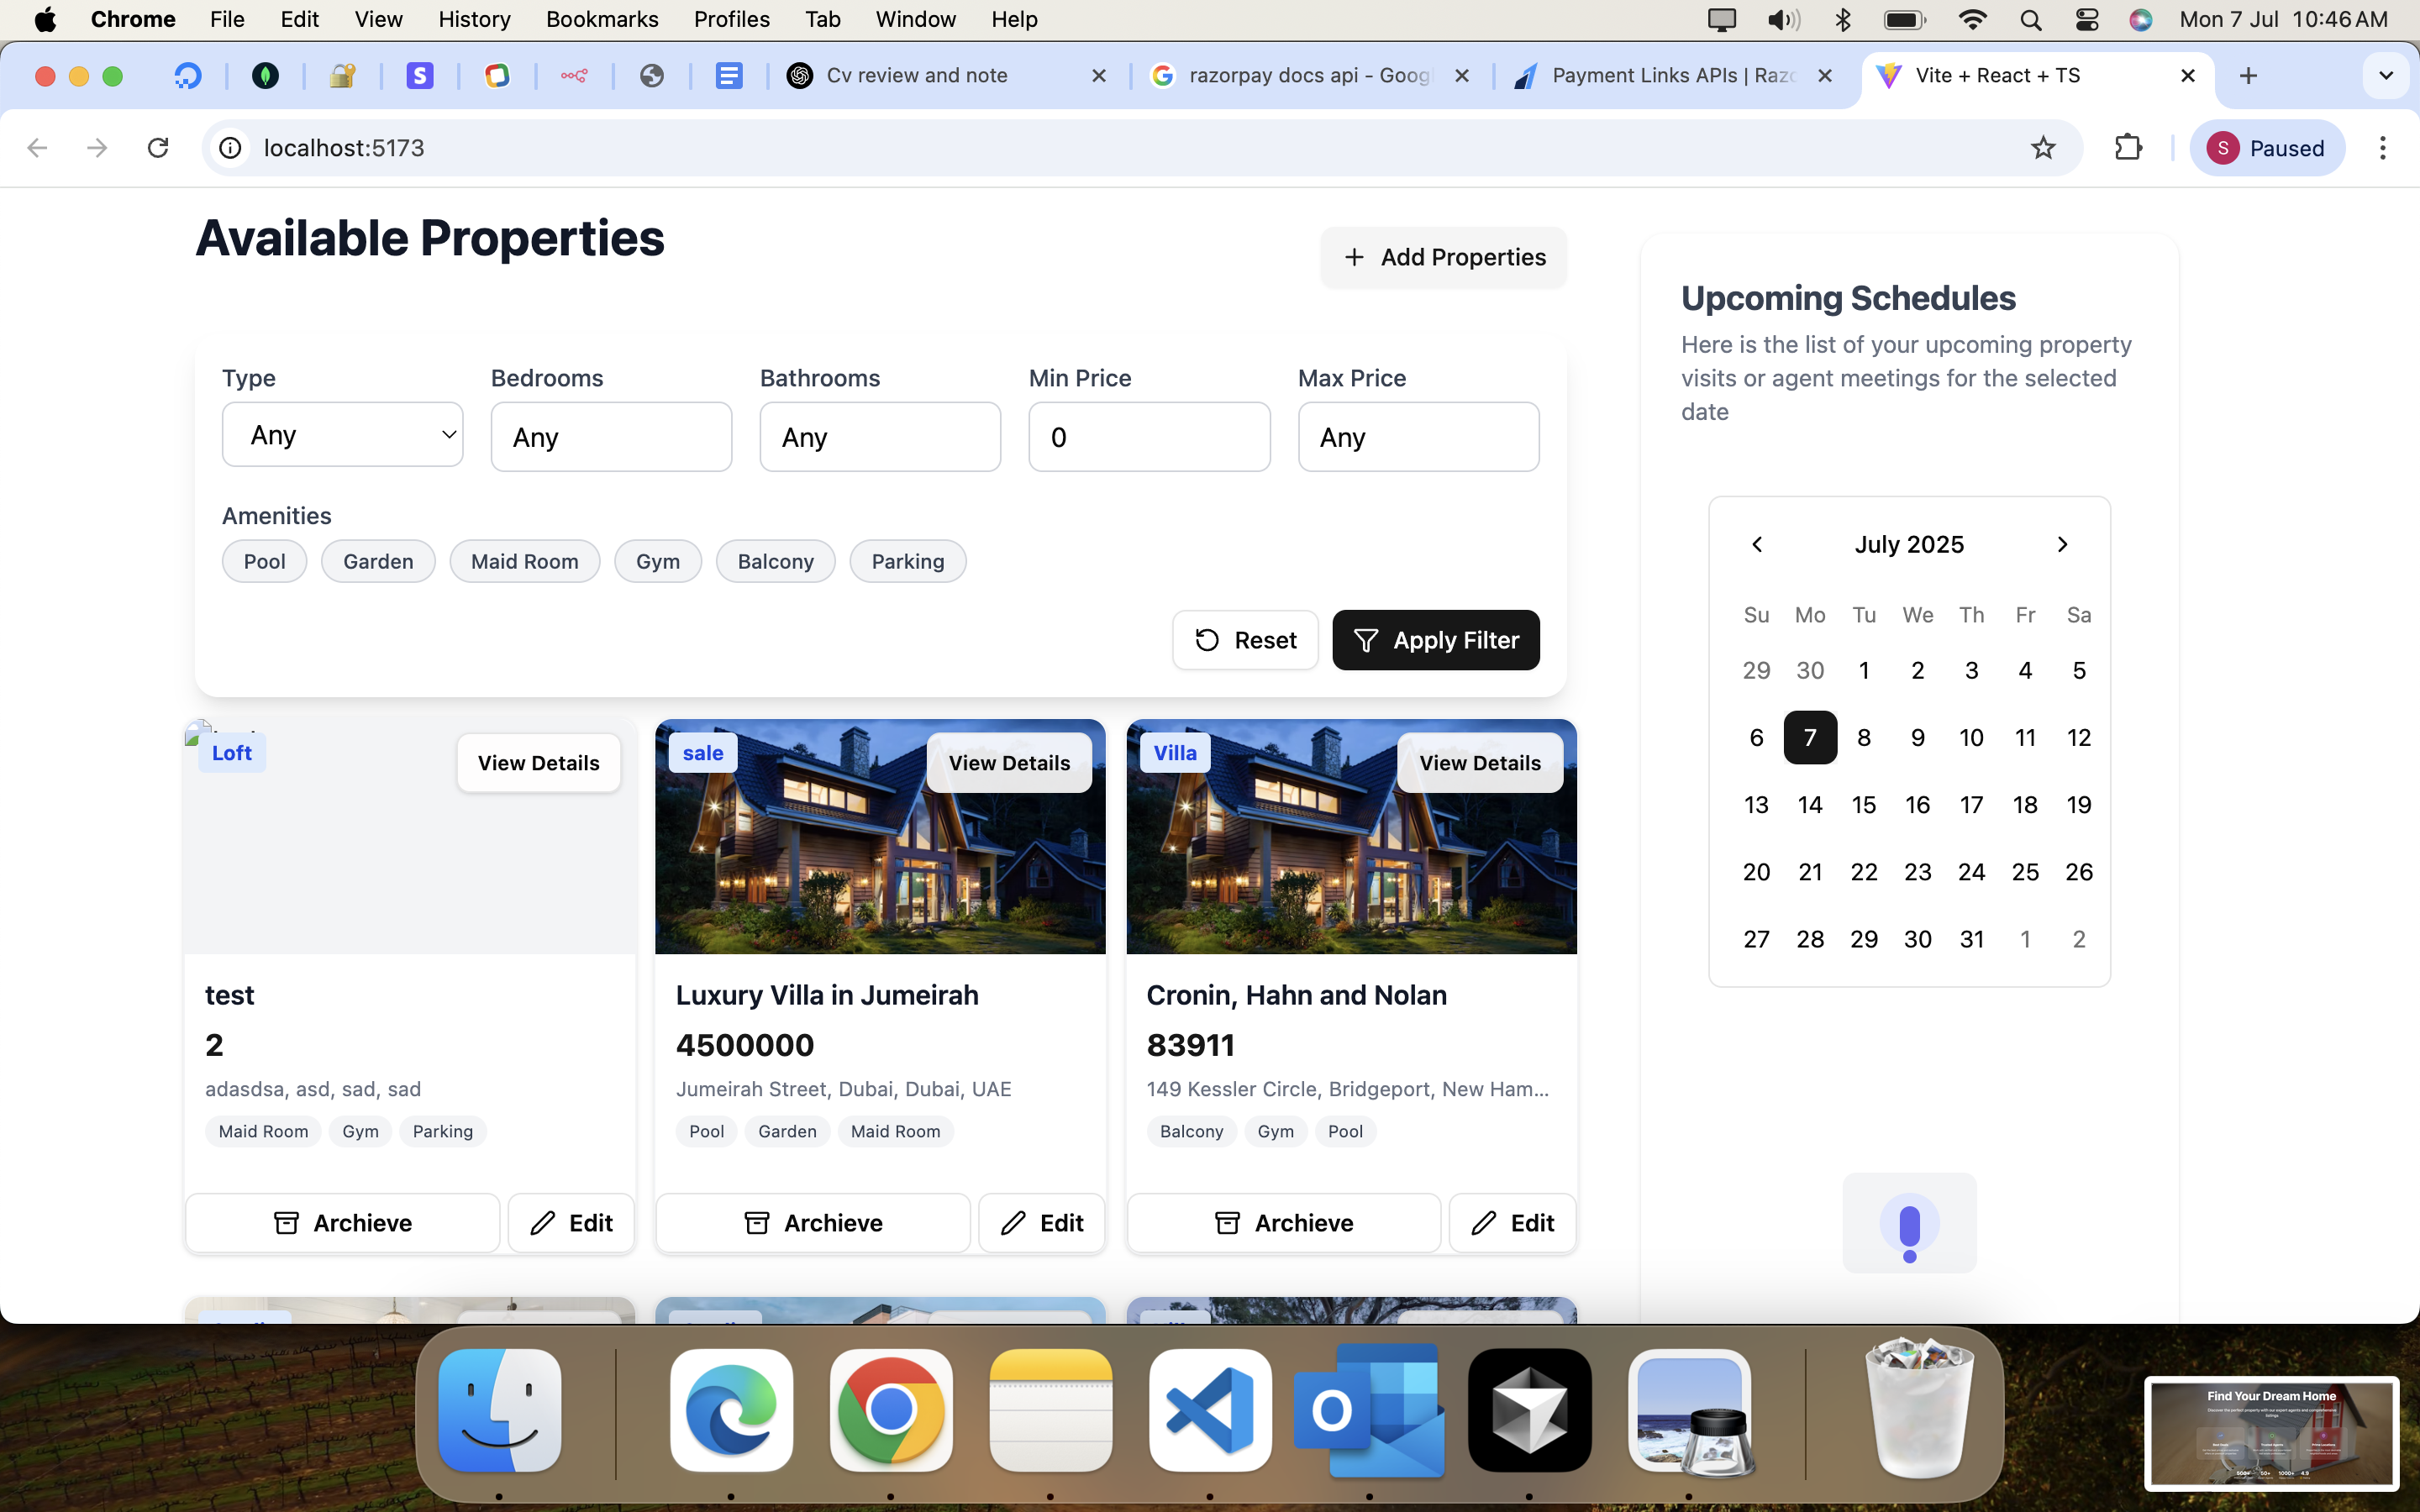 Chrome File Edit View History Bookmarks Profiles Tab Window Help Mon 7 Jul 10:46 AM
Cv review and note razorpay docs api - Goog Payment Links APIs | Razo Vite + React + TS
localhost:5173 S Paused
Available Properties
+ Add Properties
Type Bedrooms Bathrooms Min Price Max Price
Any Any Any 0 Any
Amenities
Pool Garden Maid Room Gym Balcony Parking
Reset Apply Filter
Loft View Details
test
2
adasdsa, asd, sad, sad
Maid Room Gym Parking
Archieve Edit
sale View Details
Luxury Villa in Jumeirah
4500000
Jumeirah Street, Dubai, Dubai, UAE
Pool Garden Maid Room
Archieve Edit
Villa View Details
Cronin, Hahn and Nolan
83911
149 Kessler Circle, Bridgeport, New Ham...
Balcony Gym Pool
Archieve Edit
Upcoming Schedules
Here is the list of your upcoming property
visits or agent meetings for the selected
date
July 2025
Su Mo Tu We Th Fr Sa
29 30 1 2 3 4 5
6 7 8 9 10 11 12
13 14 15 16 17 18 19
20 21 22 23 24 25 26
27 28 29 30 31 1 2
Find Your Dream Home